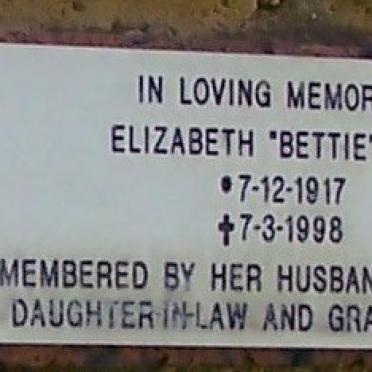 IN LOVING MEMOR
ELIZABETH "BETTIE"
•7-12-1917
✝7-3-1998
MEMBERED BY HER HUSBAN
DAUGHTER-IN-LAW AND GRA